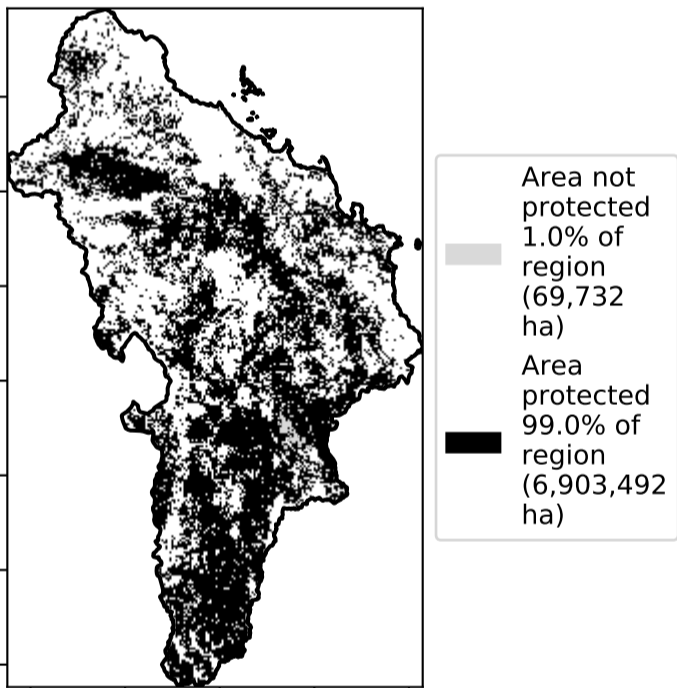 Area not
protected
1.0% of
region
(69,732
ha)
Area
protected
99.0% of
region
(6,903,492
ha)